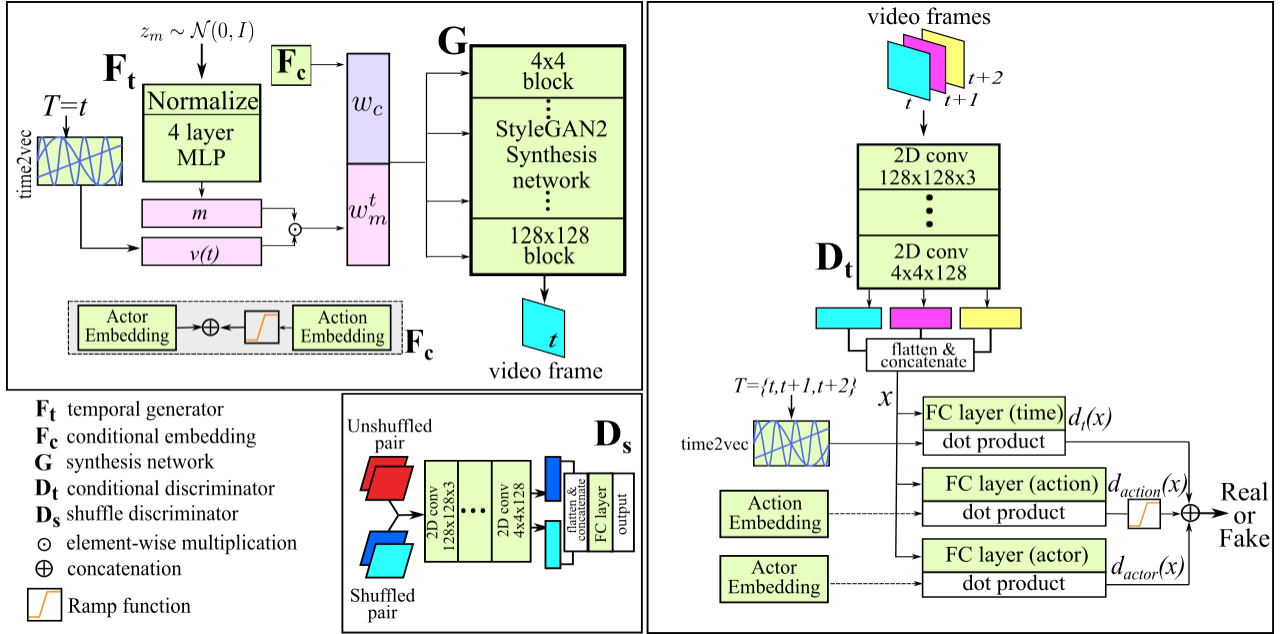 z_m ∼ N(0, I)
F_t
T=t
time2vec
Normalize
4 layer
MLP
m
v(t)
⊙
F_c
w_c
w_m^t
G
4x4
block
StyleGAN2
Synthesis
network
128x128
block
t
video frame
Actor
Embedding
⊕
Action
Embedding
F_c
F_t temporal generator
F_c conditional embedding
G synthesis network
D_t conditional discriminator
D_s shuffle discriminator
⊙ element-wise multiplication
⊕ concatenation
Ramp function
Unshuffled
pair
Shuffled
pair
D_s
2D conv
128x128x3
2D conv
4x4x128
flatten &
concatenate
FC layer
output
video frames
t
t+1
t+2
D_t
2D conv
128x128x3
2D conv
4x4x128
flatten &
concatenate
x
T={t,t+1,t+2}
time2vec
FC layer (time)
dot product
d_t(x)
Action
Embedding
FC layer (action)
dot product
d_action(x)
Actor
Embedding
FC layer (actor)
dot product
d_actor(x)
⊕
Real
or
Fake